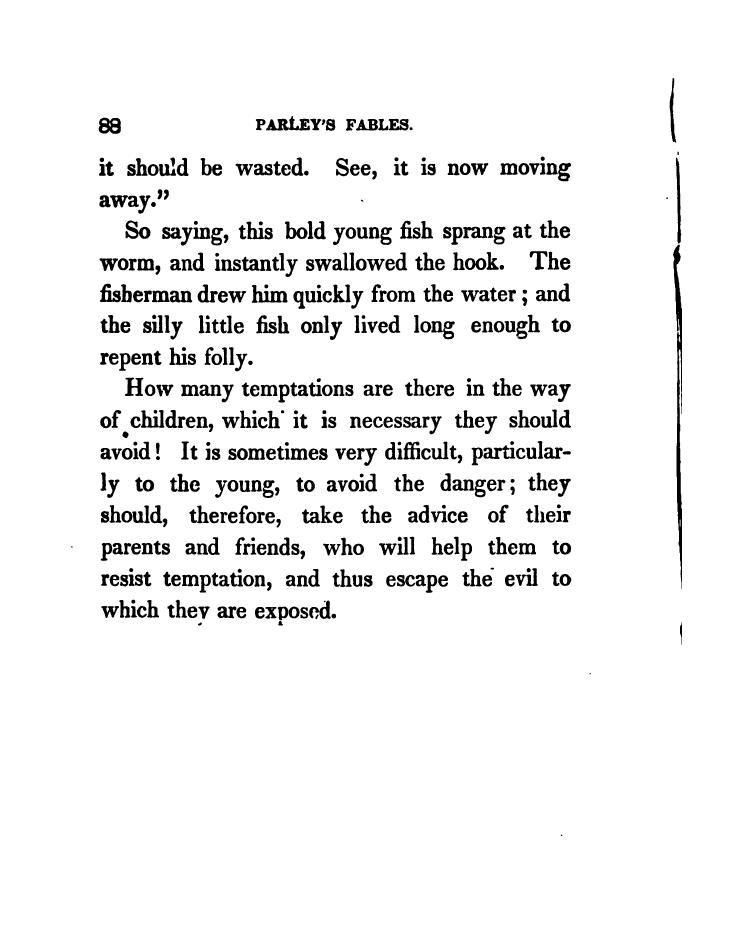 88 PARLEY'S FABLES.
it should be wasted. See, it is now moving
away."
So saying, this bold young fish sprang at the
worm, and instantly swallowed the hook. The
fisherman drew him quickly from the water; and
the silly little fish only lived long enough to
repent his folly.
How many temptations are there in the way
of children, which it is necessary they should
avoid! It is sometimes very difficult, particular-
ly to the young, to avoid the danger; they
should, therefore, take the advice of their
parents and friends, who will help them to
resist temptation, and thus escape the evil to
which they are exposed.